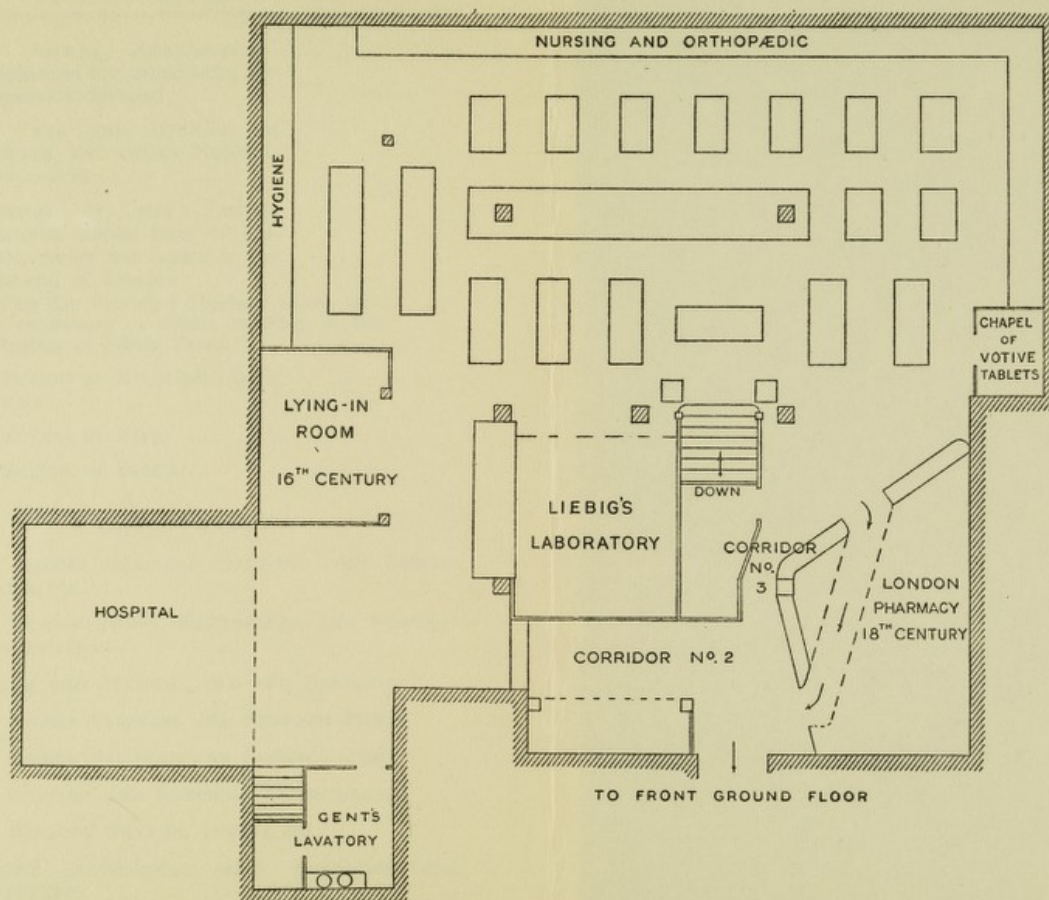 NURSING AND ORTHOPÆDIC
HYGIENE
CHAPEL
OF
VOTIVE
TABLETS
LYING-IN
ROOM
16TH CENTURY
DOWN
LIEBIG'S
LABORATORY
CORRIDOR
No.
3
LONDON
PHARMACY
18TH CENTURY
HOSPITAL
CORRIDOR No. 2
TO FRONT GROUND FLOOR
GENT'S
LAVATORY